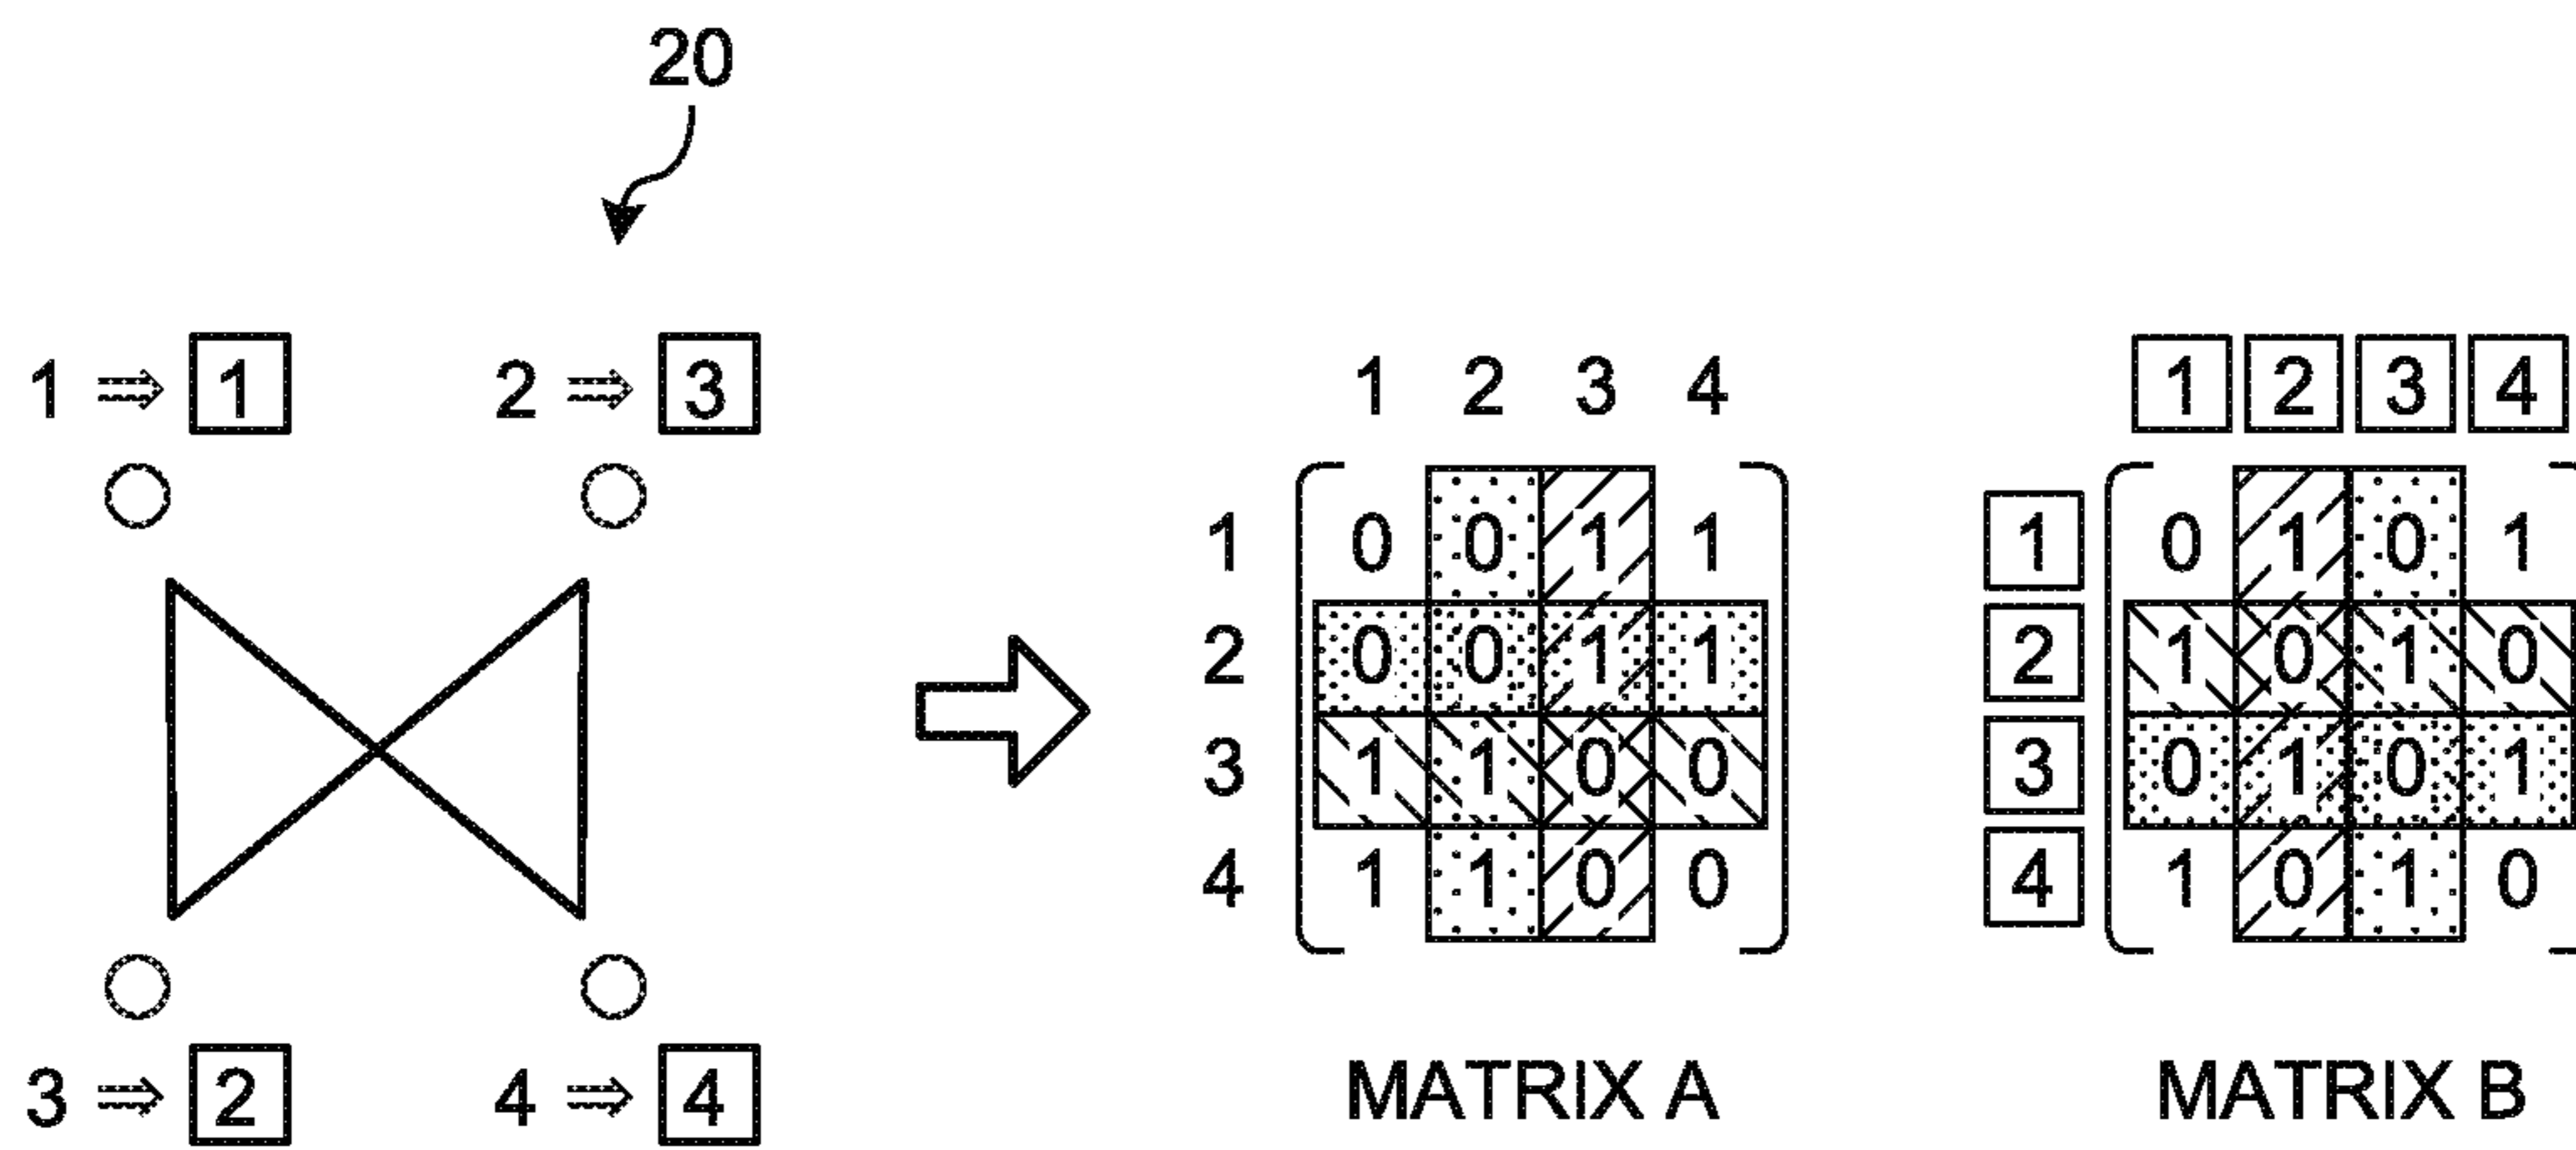 20
1 ⇒ 1 2 ⇒ 3
3 ⇒ 2 4 ⇒ 4
1 2 3 4
1 0 0 1 1
2 0 0 1 1
3 1 1 0 0
4 1 1 0 0
MATRIX A
1 2 3 4
1 0 1 0 1
2 1 0 1 0
3 0 1 0 1
4 1 0 1 0
MATRIX B